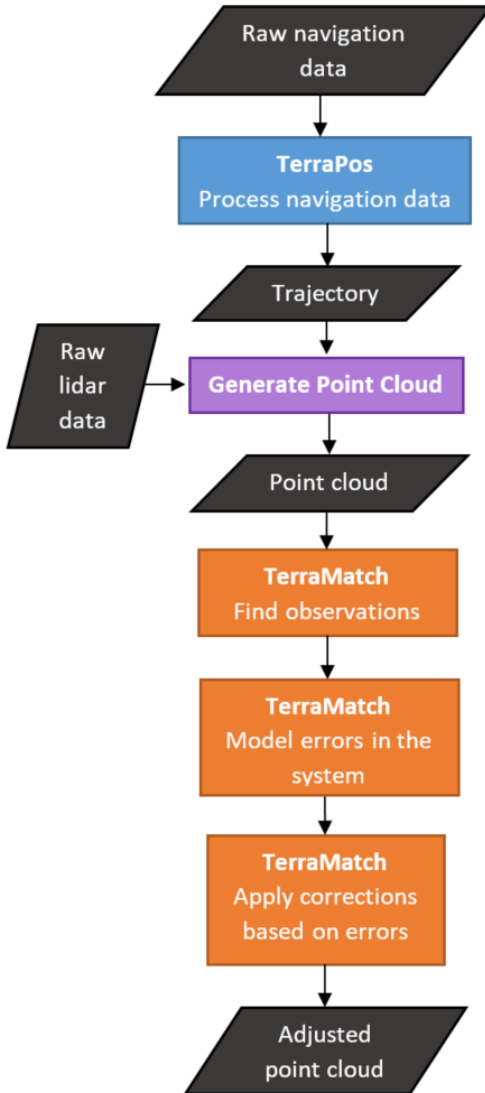 Raw navigation
data
TerraPos
Process navigation data
Trajectory
Raw
lidar
data
Generate Point Cloud
Point cloud
TerraMatch
Find observations
TerraMatch
Model errors in the
system
TerraMatch
Apply corrections
based on errors
Adjusted
point cloud